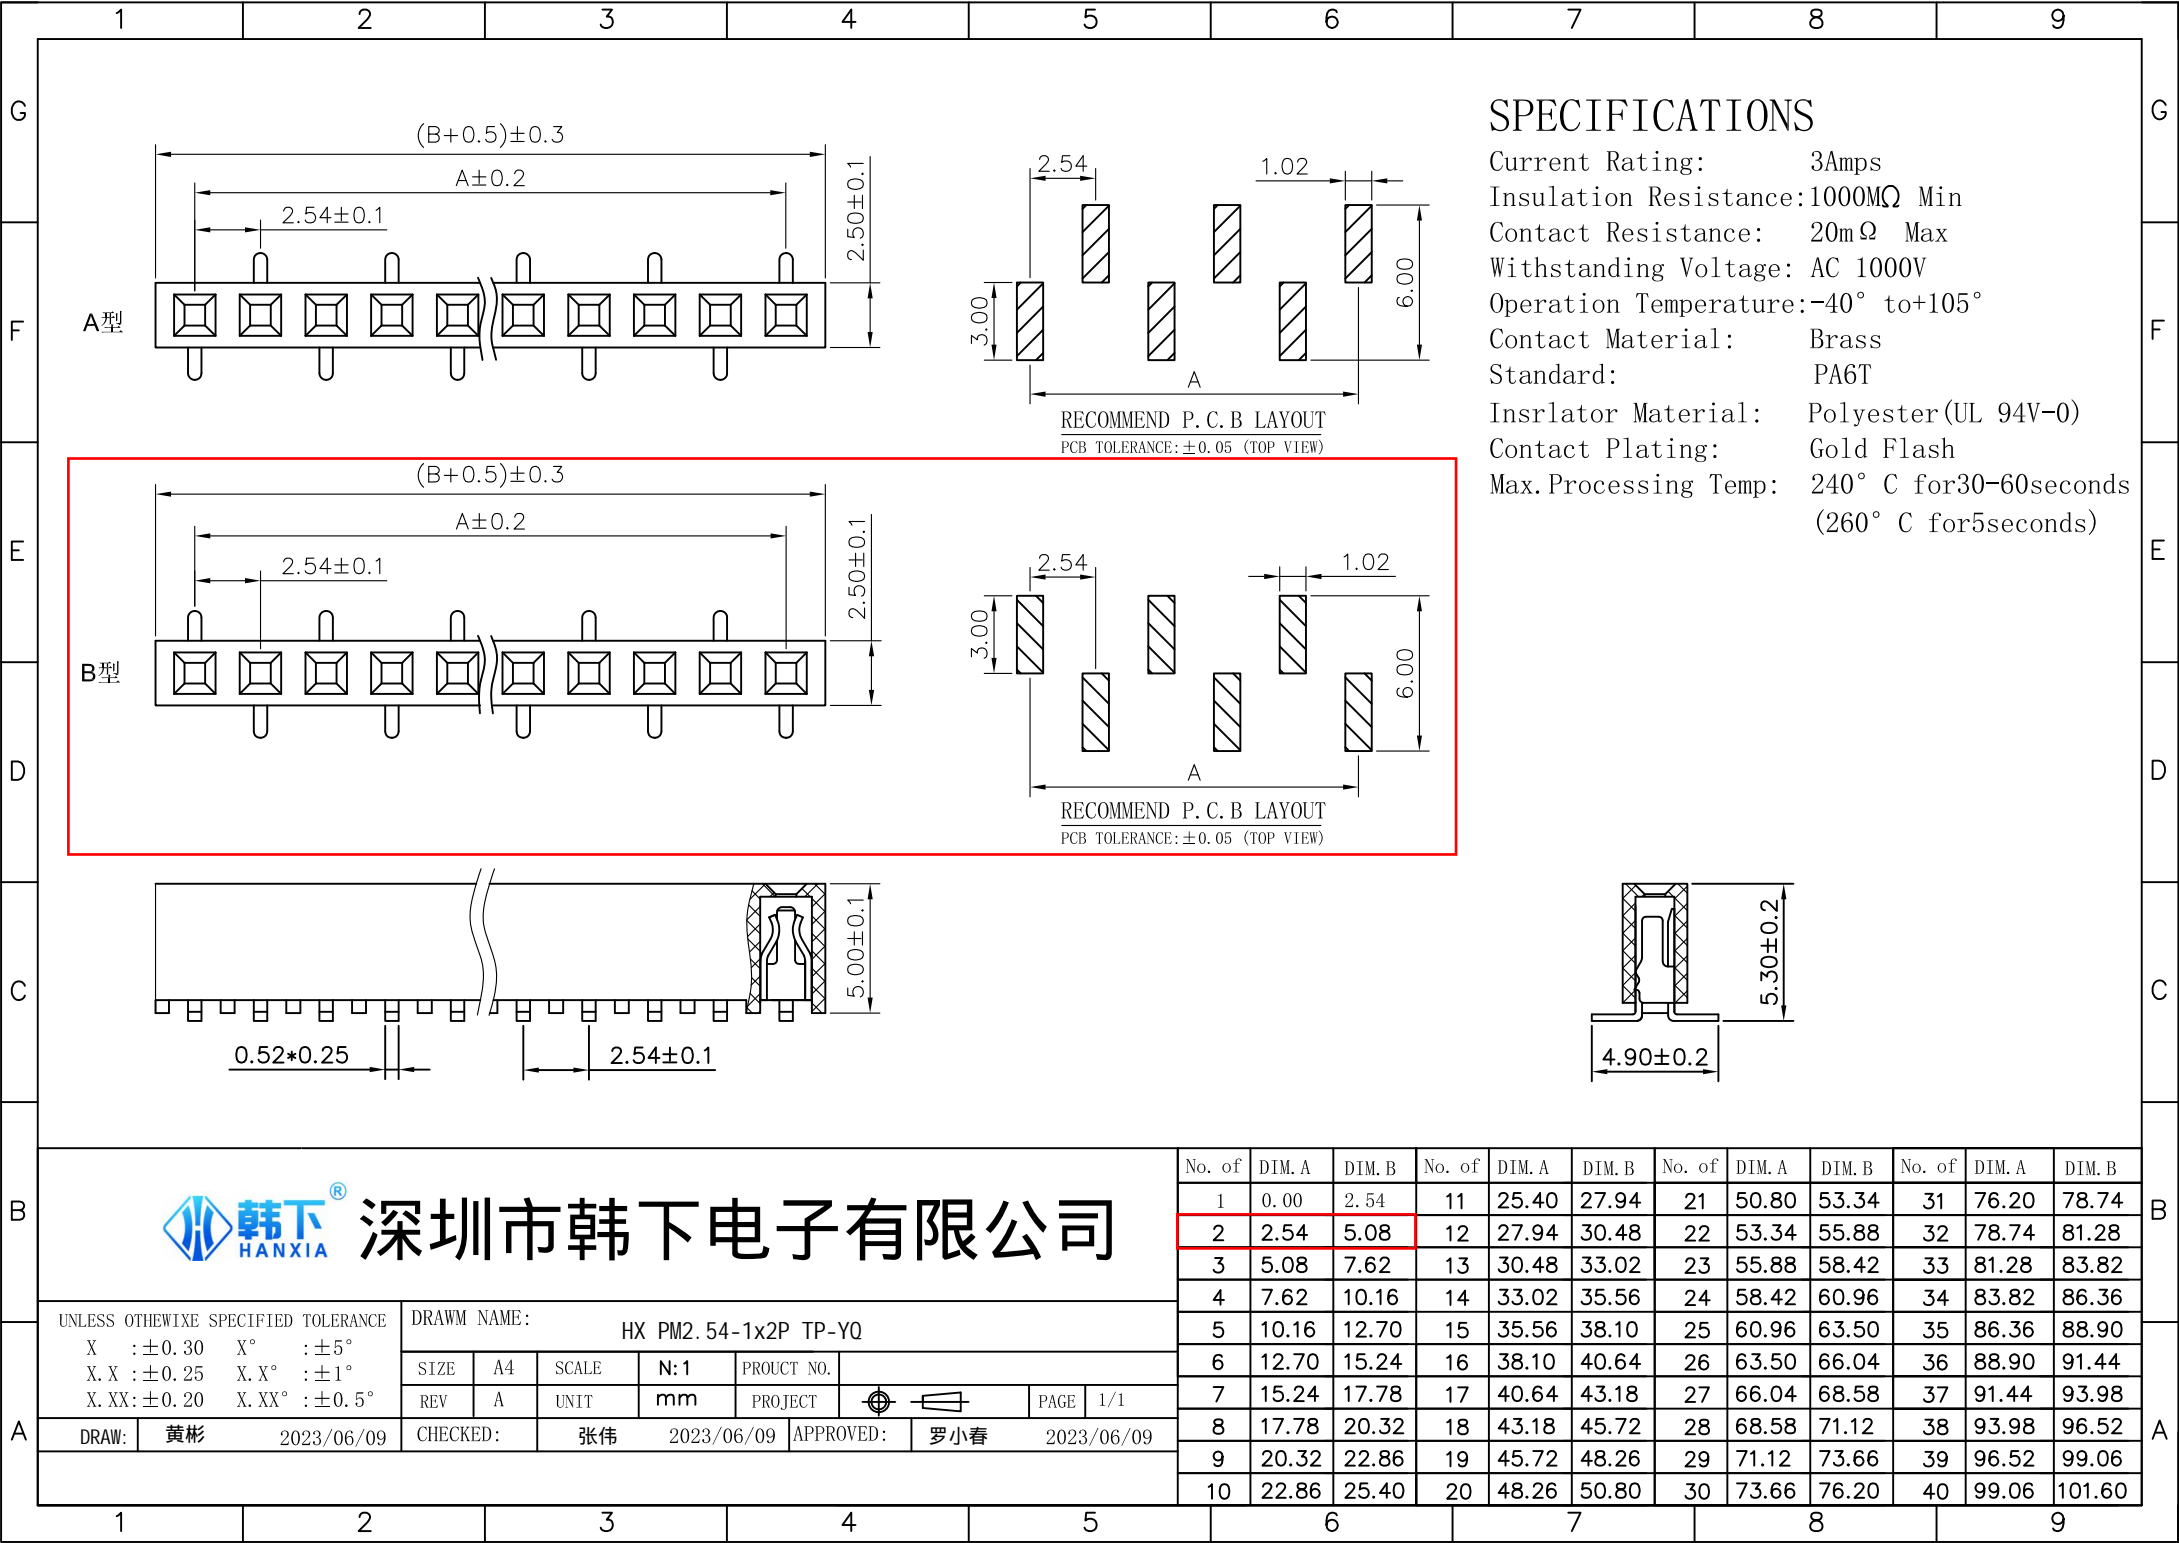 1 2 3 4 5 6 7 8 9
G G
F F
E E
D D
C C
B B
A A
(B+0.5)±0.3
A±0.2
2.54±0.1
2.50±0.1
A型
2.54
1.02
3.00
6.00
A
RECOMMEND P.C.B LAYOUT
PCB TOLERANCE:±0.05 (TOP VIEW)
SPECIFICATIONS
Current Rating: 3Amps
Insulation Resistance:1000MΩ Min
Contact Resistance: 20mΩ Max
Withstanding Voltage: AC 1000V
Operation Temperature:-40° to+105°
Contact Material: Brass
Standard: PA6T
Insrlator Material: Polyester(UL 94V-0)
Contact Plating: Gold Flash
Max.Processing Temp: 240° C for30-60seconds
(260° C for5seconds)
(B+0.5)±0.3
A±0.2
2.54±0.1
2.50±0.1
B型
2.54
1.02
3.00
6.00
A
RECOMMEND P.C.B LAYOUT
PCB TOLERANCE:±0.05 (TOP VIEW)
5.00±0.1
0.52*0.25
2.54±0.1
5.30±0.2
4.90±0.2
韩下®
HANXIA
深圳市韩下电子有限公司
UNLESS OTHEWIXE SPECIFIED TOLERANCE
X :±0.30 X° :±5°
X.X :±0.25 X.X° :±1°
X.XX:±0.20 X.XX° :±0.5°
DRAWM NAME:
HX PM2.54-1x2P TP-YQ
SIZE A4 SCALE N:1 PROUCT NO.
REV A UNIT mm PROJECT PAGE 1/1
DRAW: 黄彬 2023/06/09 CHECKED: 张伟 2023/06/09 APPROVED: 罗小春 2023/06/09
No. of DIM.A DIM.B No. of DIM.A DIM.B No. of DIM.A DIM.B No. of DIM.A DIM.B
1 0.00 2.54 11 25.40 27.94 21 50.80 53.34 31 76.20 78.74
2 2.54 5.08 12 27.94 30.48 22 53.34 55.88 32 78.74 81.28
3 5.08 7.62 13 30.48 33.02 23 55.88 58.42 33 81.28 83.82
4 7.62 10.16 14 33.02 35.56 24 58.42 60.96 34 83.82 86.36
5 10.16 12.70 15 35.56 38.10 25 60.96 63.50 35 86.36 88.90
6 12.70 15.24 16 38.10 40.64 26 63.50 66.04 36 88.90 91.44
7 15.24 17.78 17 40.64 43.18 27 66.04 68.58 37 91.44 93.98
8 17.78 20.32 18 43.18 45.72 28 68.58 71.12 38 93.98 96.52
9 20.32 22.86 19 45.72 48.26 29 71.12 73.66 39 96.52 99.06
10 22.86 25.40 20 48.26 50.80 30 73.66 76.20 40 99.06 101.60
1 2 3 4 5 6 7 8 9